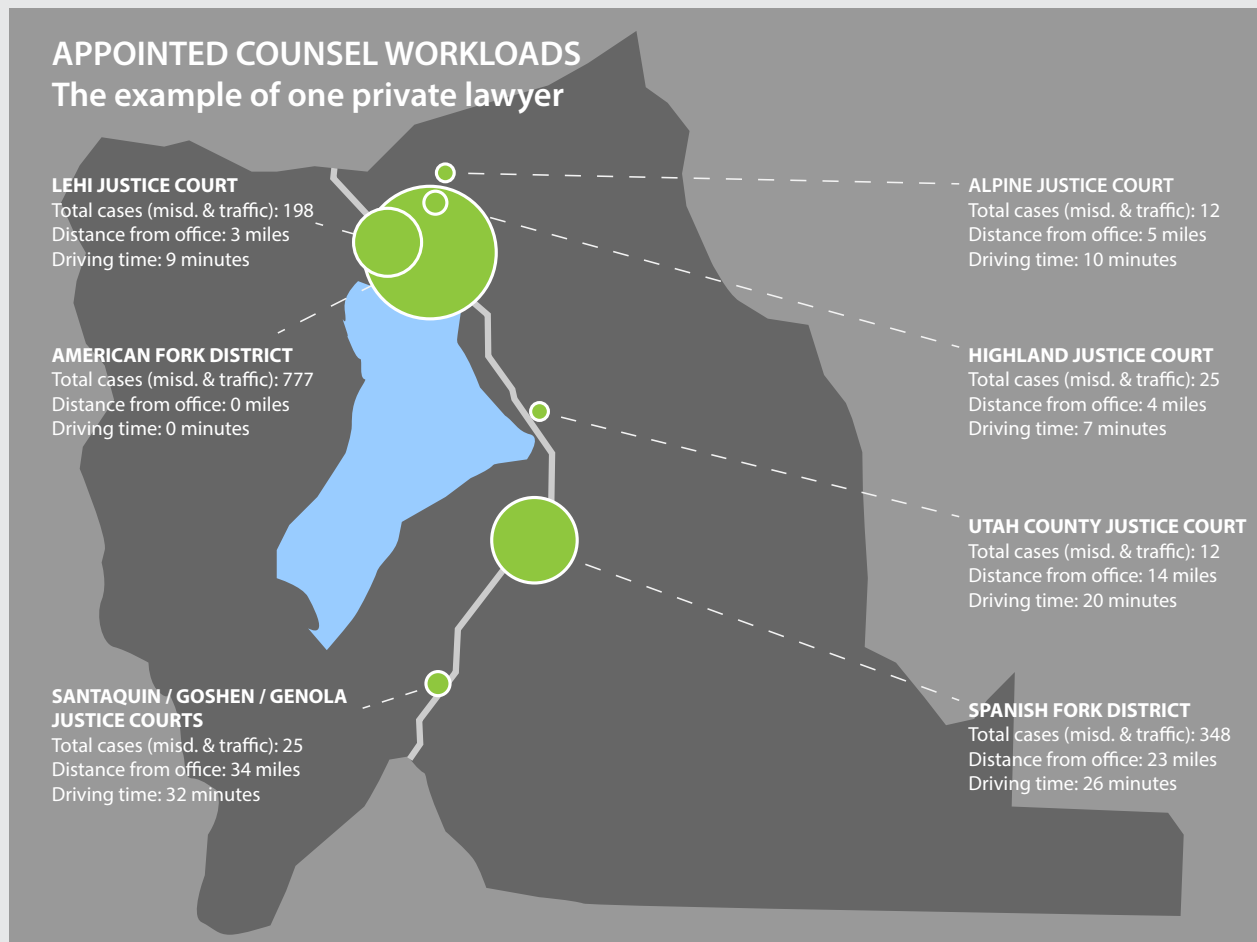 APPOINTED COUNSEL WORKLOADS
The example of one private lawyer
LEHI JUSTICE COURT
Total cases (misd. & traffic): 198
Distance from office: 3 miles
Driving time: 9 minutes
AMERICAN FORK DISTRICT
Total cases (misd. & traffic): 777
Distance from office: 0 miles
Driving time: 0 minutes
SANTAQUIN / GOSHEN / GENOLA
JUSTICE COURTS
Total cases (misd. & traffic): 25
Distance from office: 34 miles
Driving time: 32 minutes
ALPINE JUSTICE COURT
Total cases (misd. & traffic): 12
Distance from office: 5 miles
Driving time: 10 minutes
HIGHLAND JUSTICE COURT
Total cases (misd. & traffic): 25
Distance from office: 4 miles
Driving time: 7 minutes
UTAH COUNTY JUSTICE COURT
Total cases (misd. & traffic): 12
Distance from office: 14 miles
Driving time: 20 minutes
SPANISH FORK DISTRICT
Total cases (misd. & traffic): 348
Distance from office: 23 miles
Driving time: 26 minutes